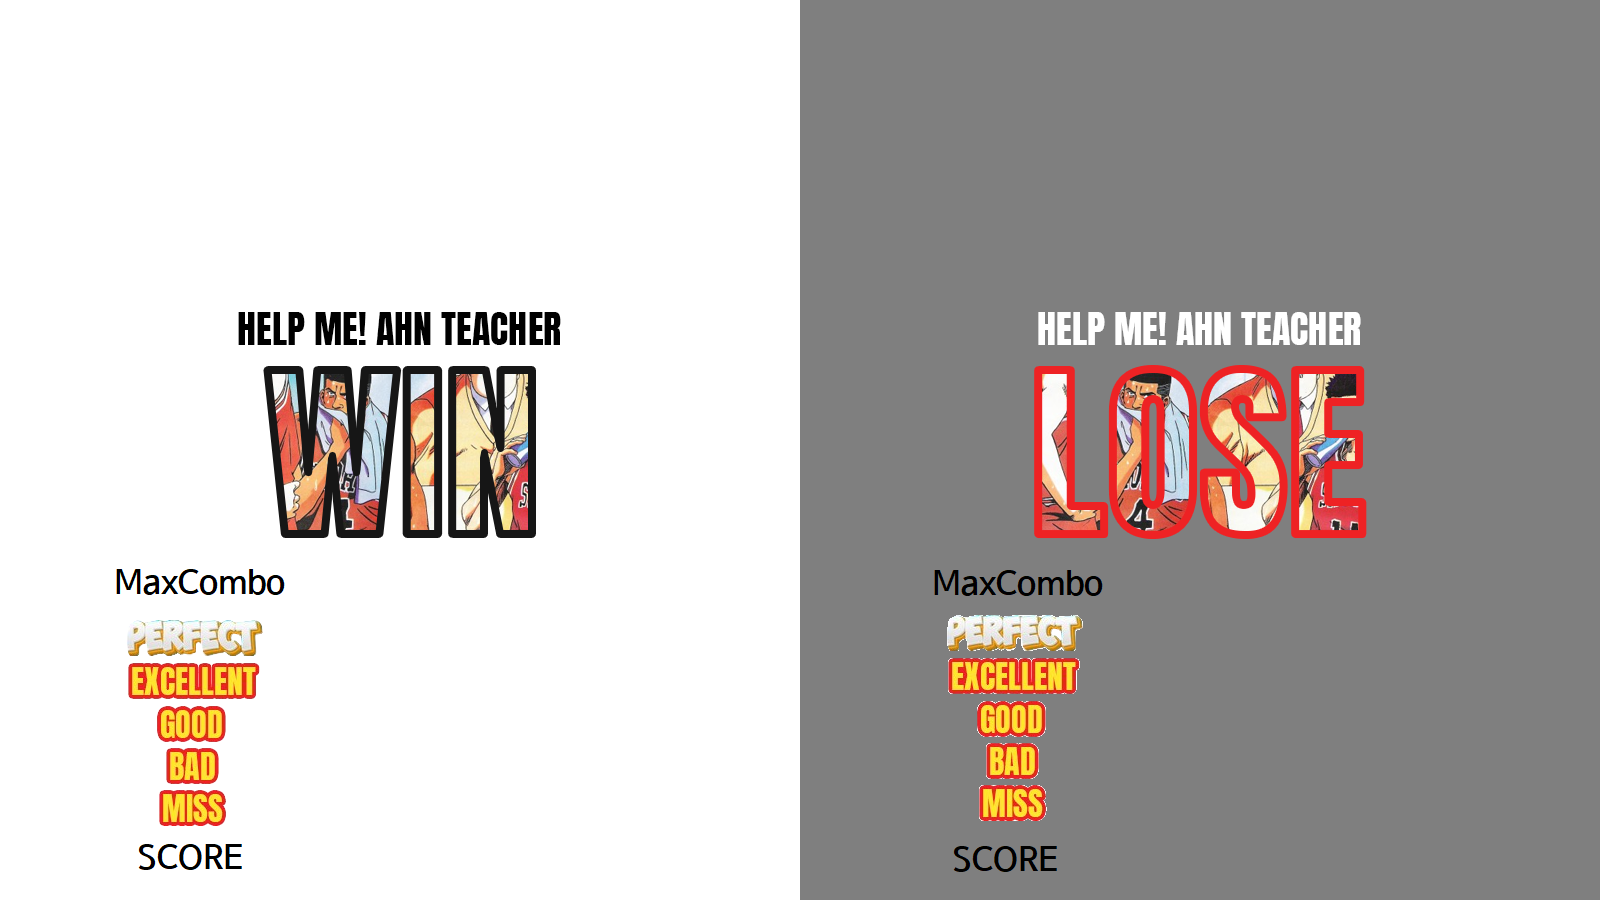 HELP ME! AHN TEACHER
WIN
MaxCombo
PERFECT
EXCELLENT
GOOD
BAD
MISS
SCORE
HELP ME! AHN TEACHER
LOSE
MaxCombo
PERFECT
EXCELLENT
GOOD
BAD
MISS
SCORE